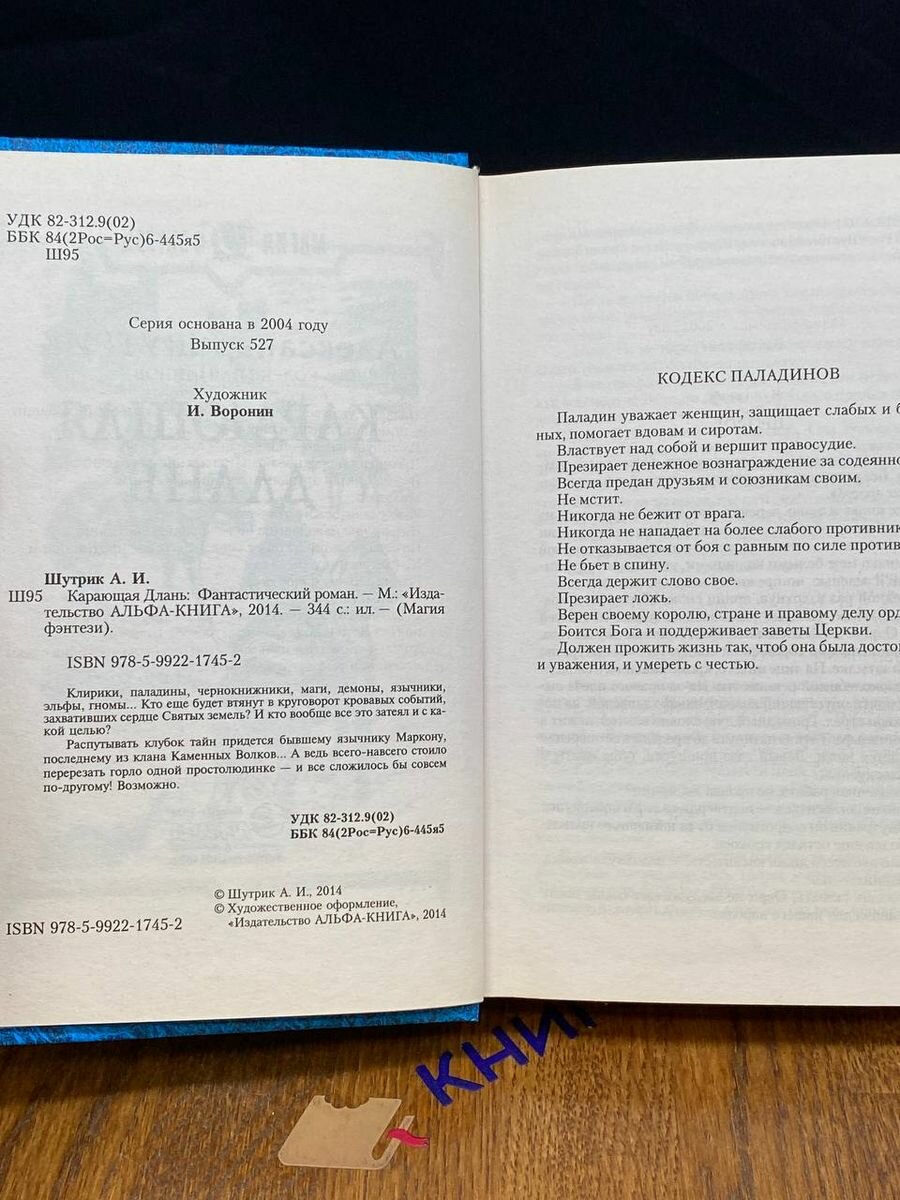 УДК 82-312.9(02)
ББК 84(2Рос=Рус)6-445я5
Ш95
Серия основана в 2004 году
Выпуск 527
Художник
И. Воронин
Шутрик А. И.
Ш95 Карающая Длань: Фантастический роман. — М.: «Изда-
тельство АЛЬФА-КНИГА», 2014. — 344 с.: ил. — (Магия
фэнтези).
ISBN 978-5-9922-1745-2
Клирики, паладины, чернокнижники, маги, демоны, язычники,
эльфы, гномы... Кто еще будет втянут в круговорот кровавых событий,
захвативших сердце Святых земель? И кто вообще все это затеял и с ка-
кой целью?
Распутывать клубок тайн придется бывшему язычнику Маркону,
последнему из клана Каменных Волков... А ведь всего-навсего стоило
перерезать горло одной простолюдинке — и все сложилось бы совсем
по-другому! Возможно.
УДК 82-312.9(02)
ББК 84(2Рос=Рус)6-445я5
© Шутрик А. И., 2014
© Художественное оформление,
«Издательство АЛЬФА-КНИГА», 2014
ISBN 978-5-9922-1745-2
КОДЕКС ПАЛАДИНОВ
Паладин уважает женщин, защищает слабых и б
ных, помогает вдовам и сиротам.
Властвует над собой и вершит правосудие.
Презирает денежное вознаграждение за содеянно
Всегда предан друзьям и союзникам своим.
Не мстит.
Никогда не бежит от врага.
Никогда не нападает на более слабого противник
Не отказывается от боя с равным по силе против
Не бьет в спину.
Всегда держит слово свое.
Презирает ложь.
Верен своему королю, стране и правому делу орд
Боится Бога и поддерживает заветы Церкви.
Должен прожить жизнь так, чтоб она была досто
и уважения, и умереть с честью.
КНИГ